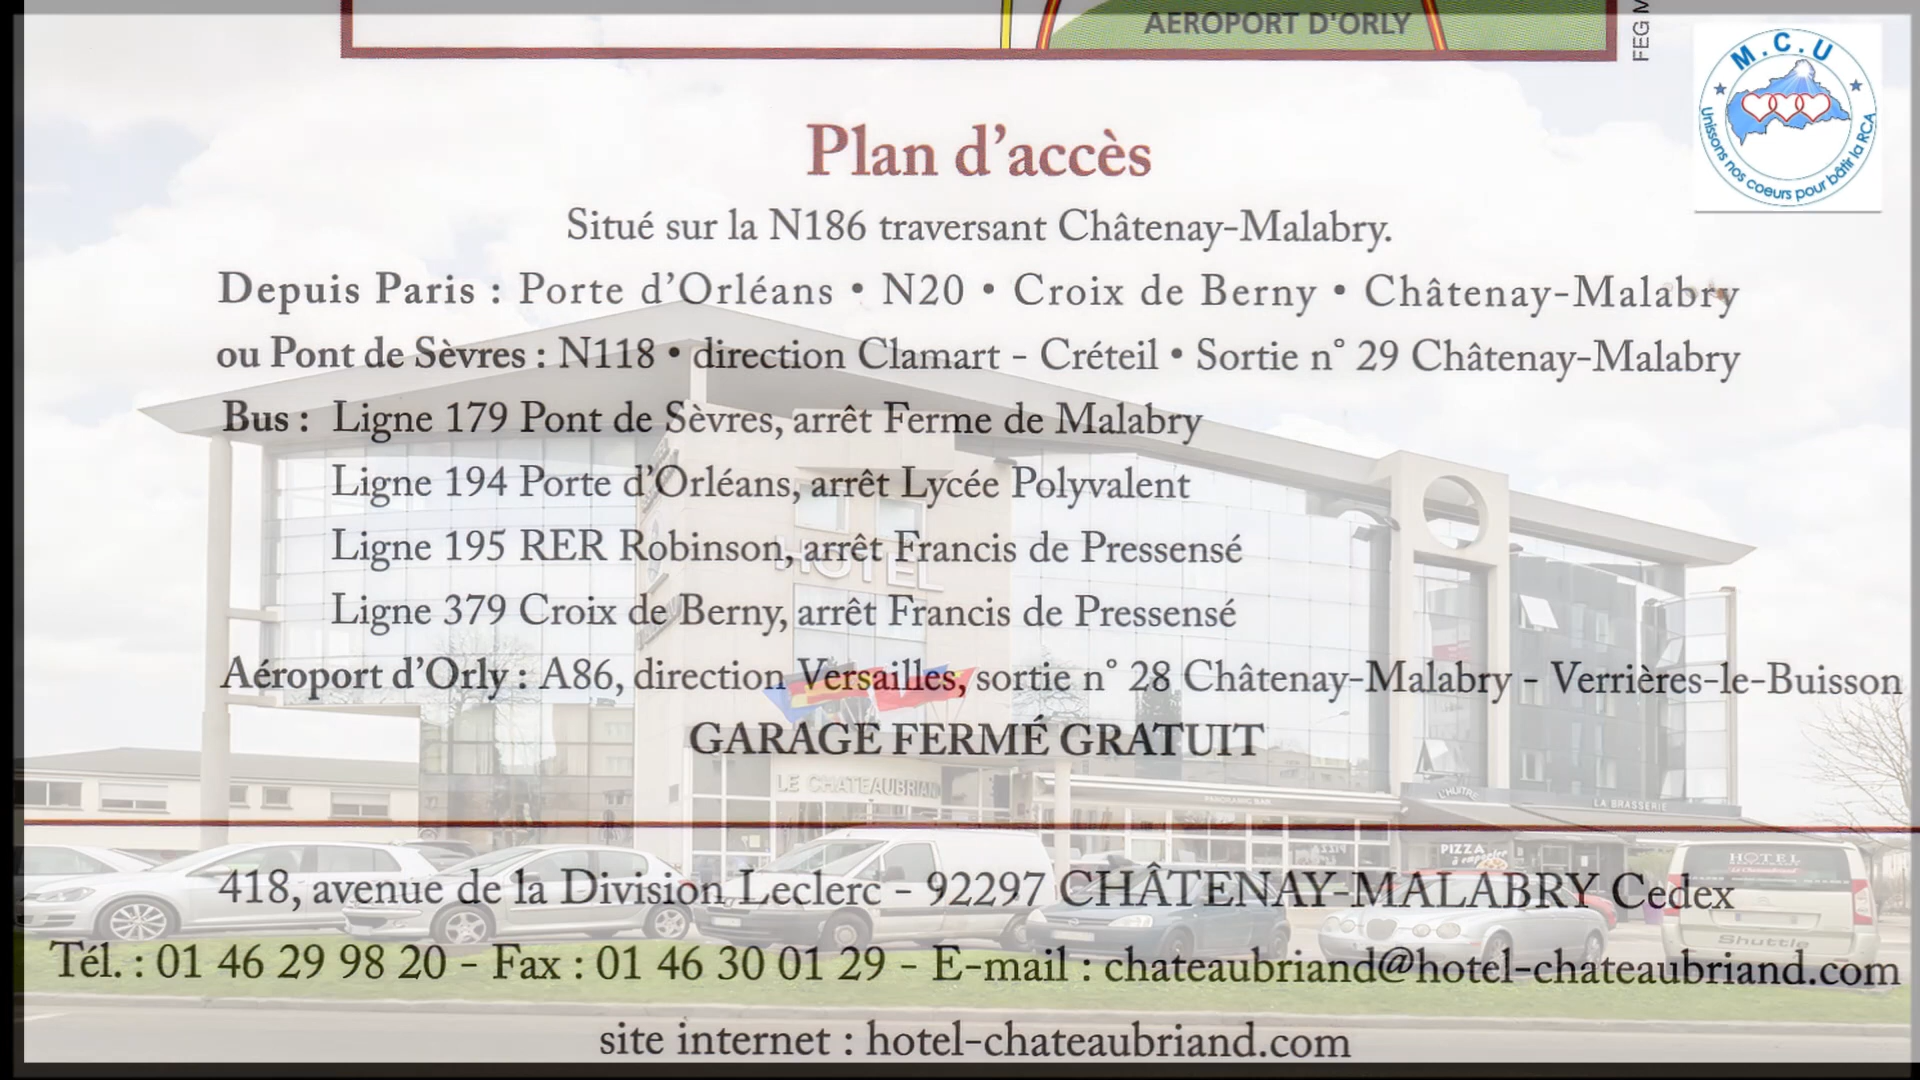 AEROPORT D'ORLY
FEG M
M.C.U
Unissons nos coeurs pour bâtir la RCA
Plan d'accès
Situé sur la N186 traversant Châtenay-Malabry.
Depuis Paris : Porte d'Orléans • N20 • Croix de Berny • Châtenay-Malabry
ou Pont de Sèvres : N118 • direction Clamart - Créteil • Sortie n° 29 Châtenay-Malabry
Bus : Ligne 179 Pont de Sèvres, arrêt Ferme de Malabry
Ligne 194 Porte d'Orléans, arrêt Lycée Polyvalent
Ligne 195 RER Robinson, arrêt Francis de Pressensé
HOTEL
Ligne 379 Croix de Berny, arrêt Francis de Pressensé
Aéroport d'Orly : A86, direction Versailles, sortie n° 28 Châtenay-Malabry - Verrières-le-Buisson
GARAGE FERMÉ GRATUIT
LE CHATEAUBRIAN
PANORAMIC BAR
L'HUITRE
LA BRASSERIE
PIZZA
à emporter
HOTEL
Le Chateaubriand
418, avenue de la Division Leclerc - 92297 CHÂTENAY-MALABRY Cedex
Shuttle
Tél. : 01 46 29 98 20 - Fax : 01 46 30 01 29 - E-mail : chateaubriand@hotel-chateaubriand.com
site internet : hotel-chateaubriand.com